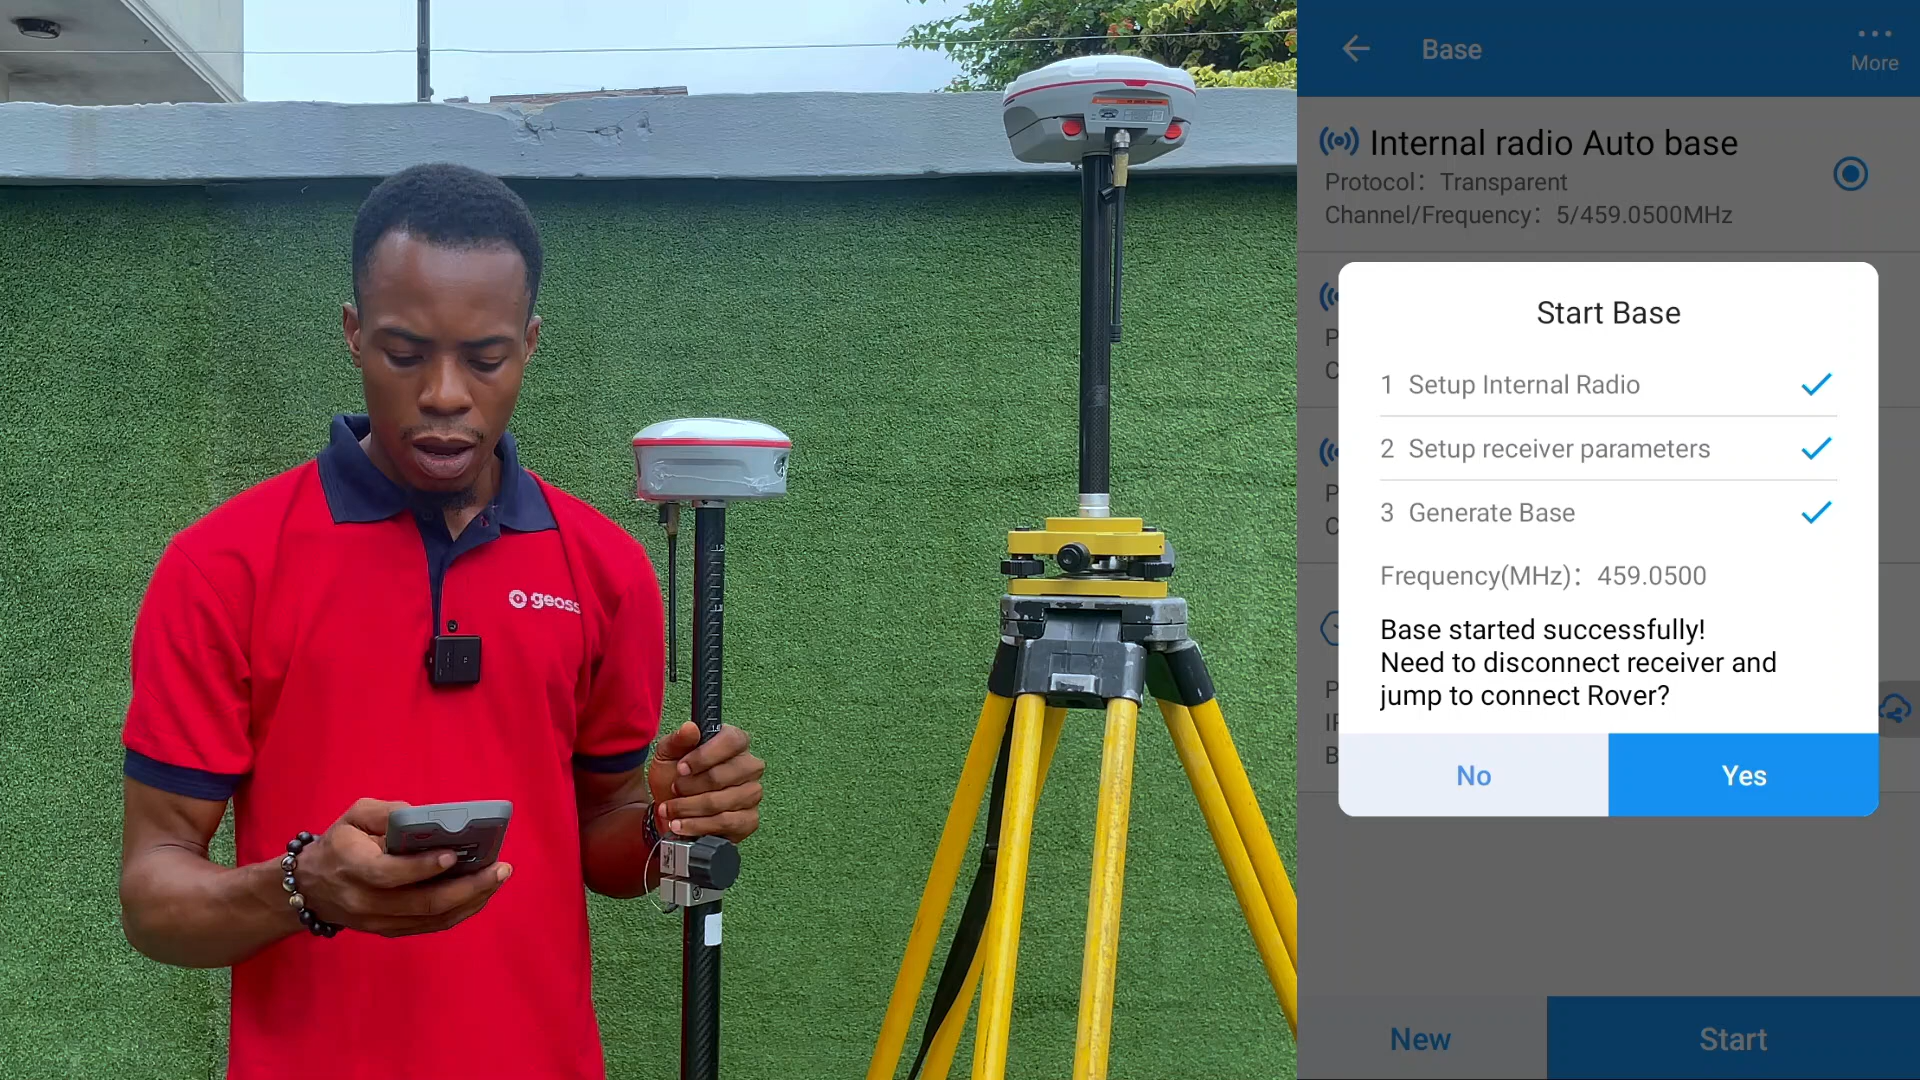 geoss
Base
More
Internal radio Auto base
Protocol: Transparent
Channel/Frequency: 5/459.0500MHz
Start Base
1 Setup Internal Radio
2 Setup receiver parameters
3 Generate Base
Frequency(MHz): 459.0500
Base started successfully!
Need to disconnect receiver and
jump to connect Rover?
No
Yes
New
Start